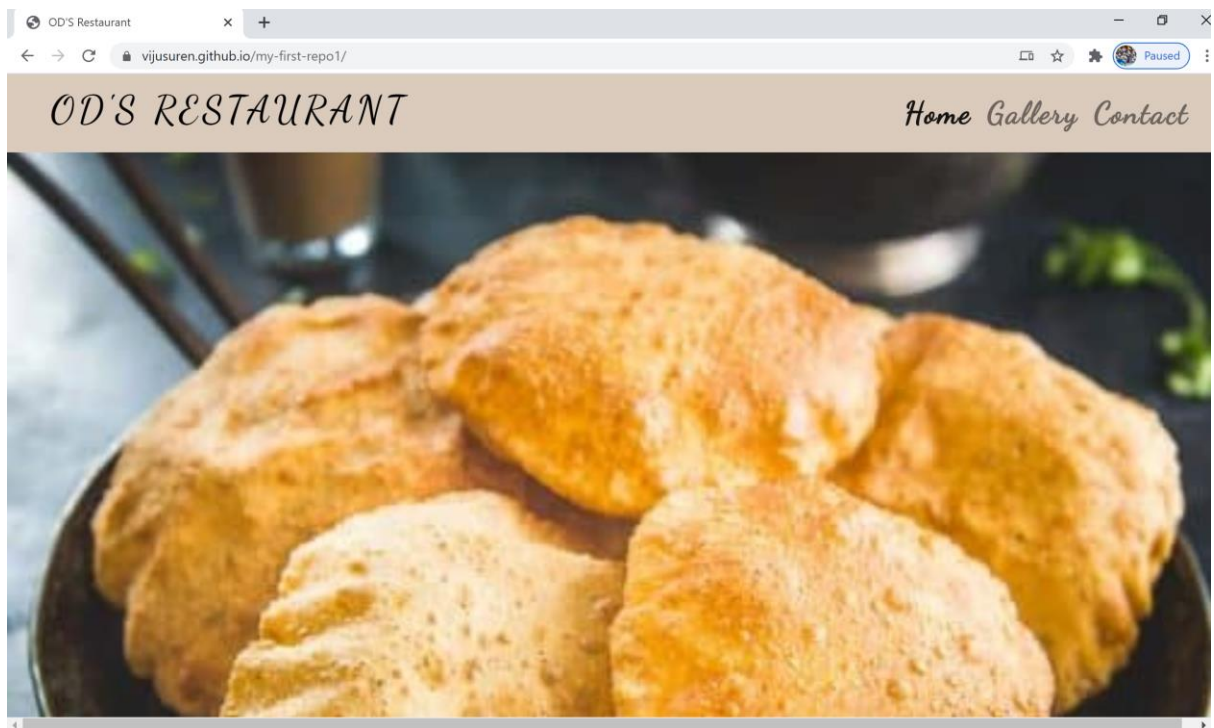 OD'S Restaurant
vijusuren.github.io/my-first-repo1/
Paused
OD'S RESTAURANT
Home Gallery Contact